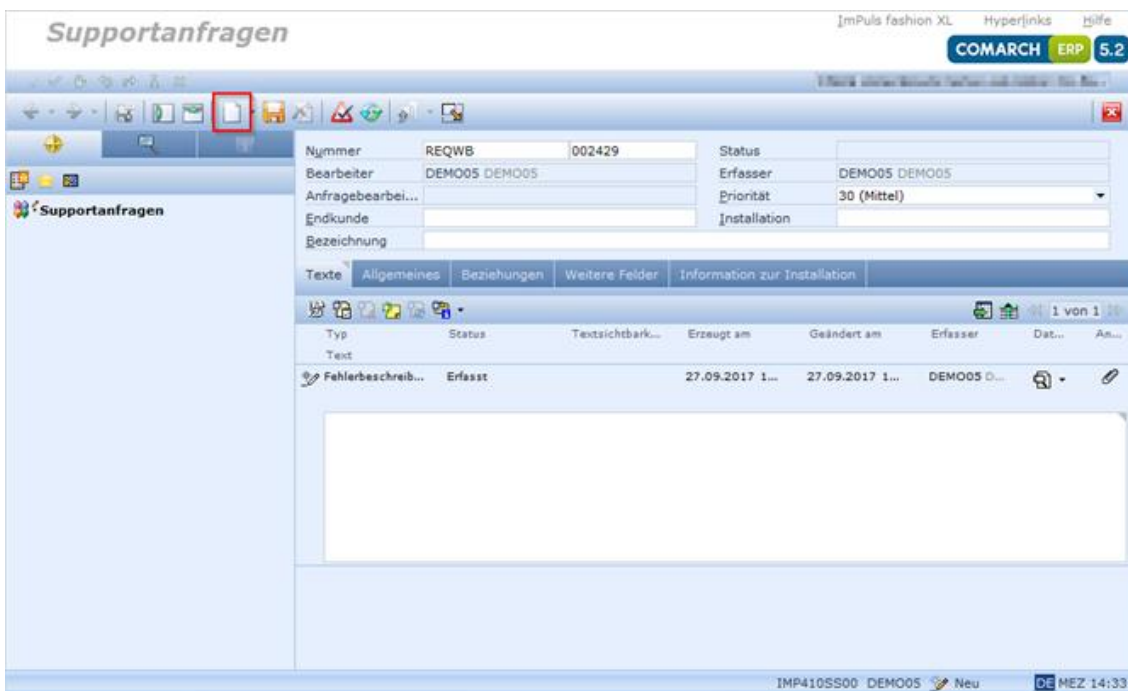 Supportanfragen
ImPuls fashion XL Hyperlinks Hilfe
COMARCH ERP 5.2
Supportanfragen
Nummer REQWB 002429 Status
Bearbeiter DEMO05 DEMO05 Erfasser DEMO05 DEMO05
Anfragebearbei... Priorität 30 (Mittel)
Endkunde Installation
Bezeichnung
Texte Allgemeines Beziehungen Weitere Felder Information zur Installation
1 von 1
Typ Status Textsichtbark... Erzeugt am Geändert am Erfasser Dat... An...
Text
Fehlerbeschreib... Erfasst 27.09.2017 1... 27.09.2017 1... DEMO05 D...
IMP410SS00 DEMO05 Neu DE MEZ 14:33